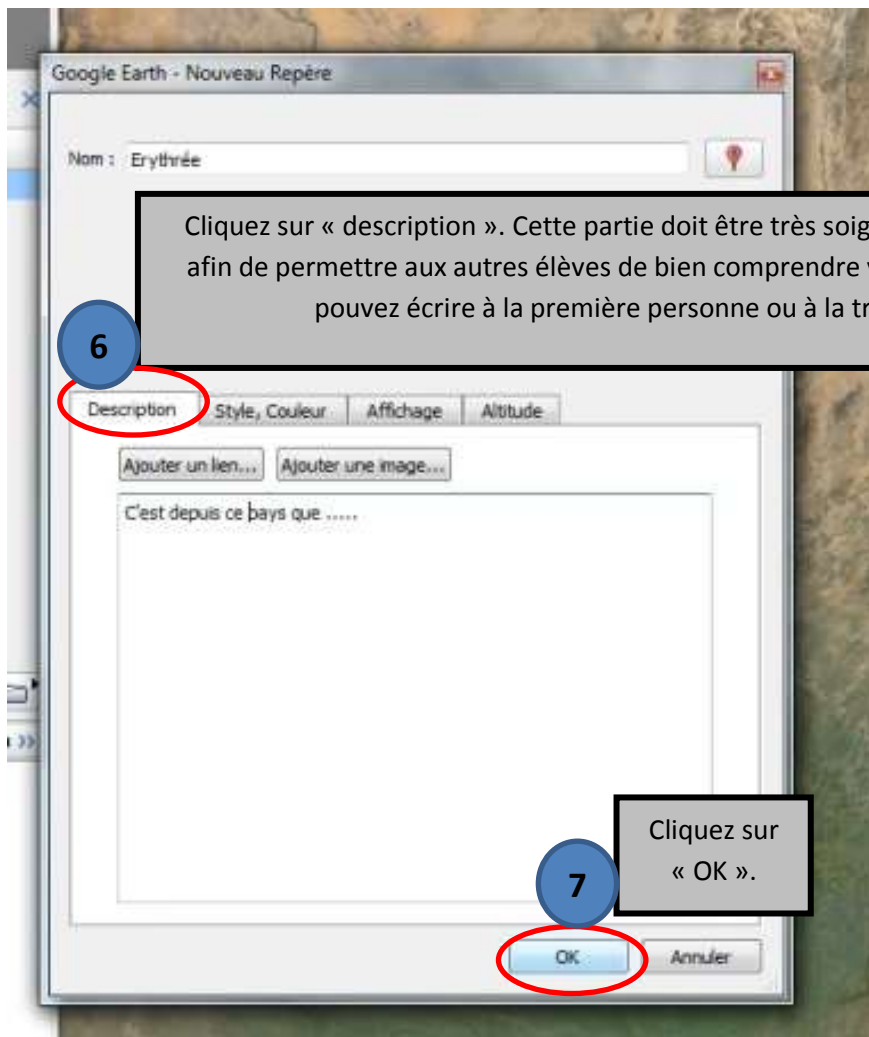 Google Earth - Nouveau Repère
Nom : Erythrée
Cliquez sur « description ». Cette partie doit être très
afin de permettre aux autres élèves de bien comprendre
pouvez écrire à la première personne ou à la
6
Description Style, Couleur Affichage Altitude
Ajouter un lien... Ajouter une image...
C'est depuis ce pays que .....
Cliquez sur
« OK ».
7
OK Annuler